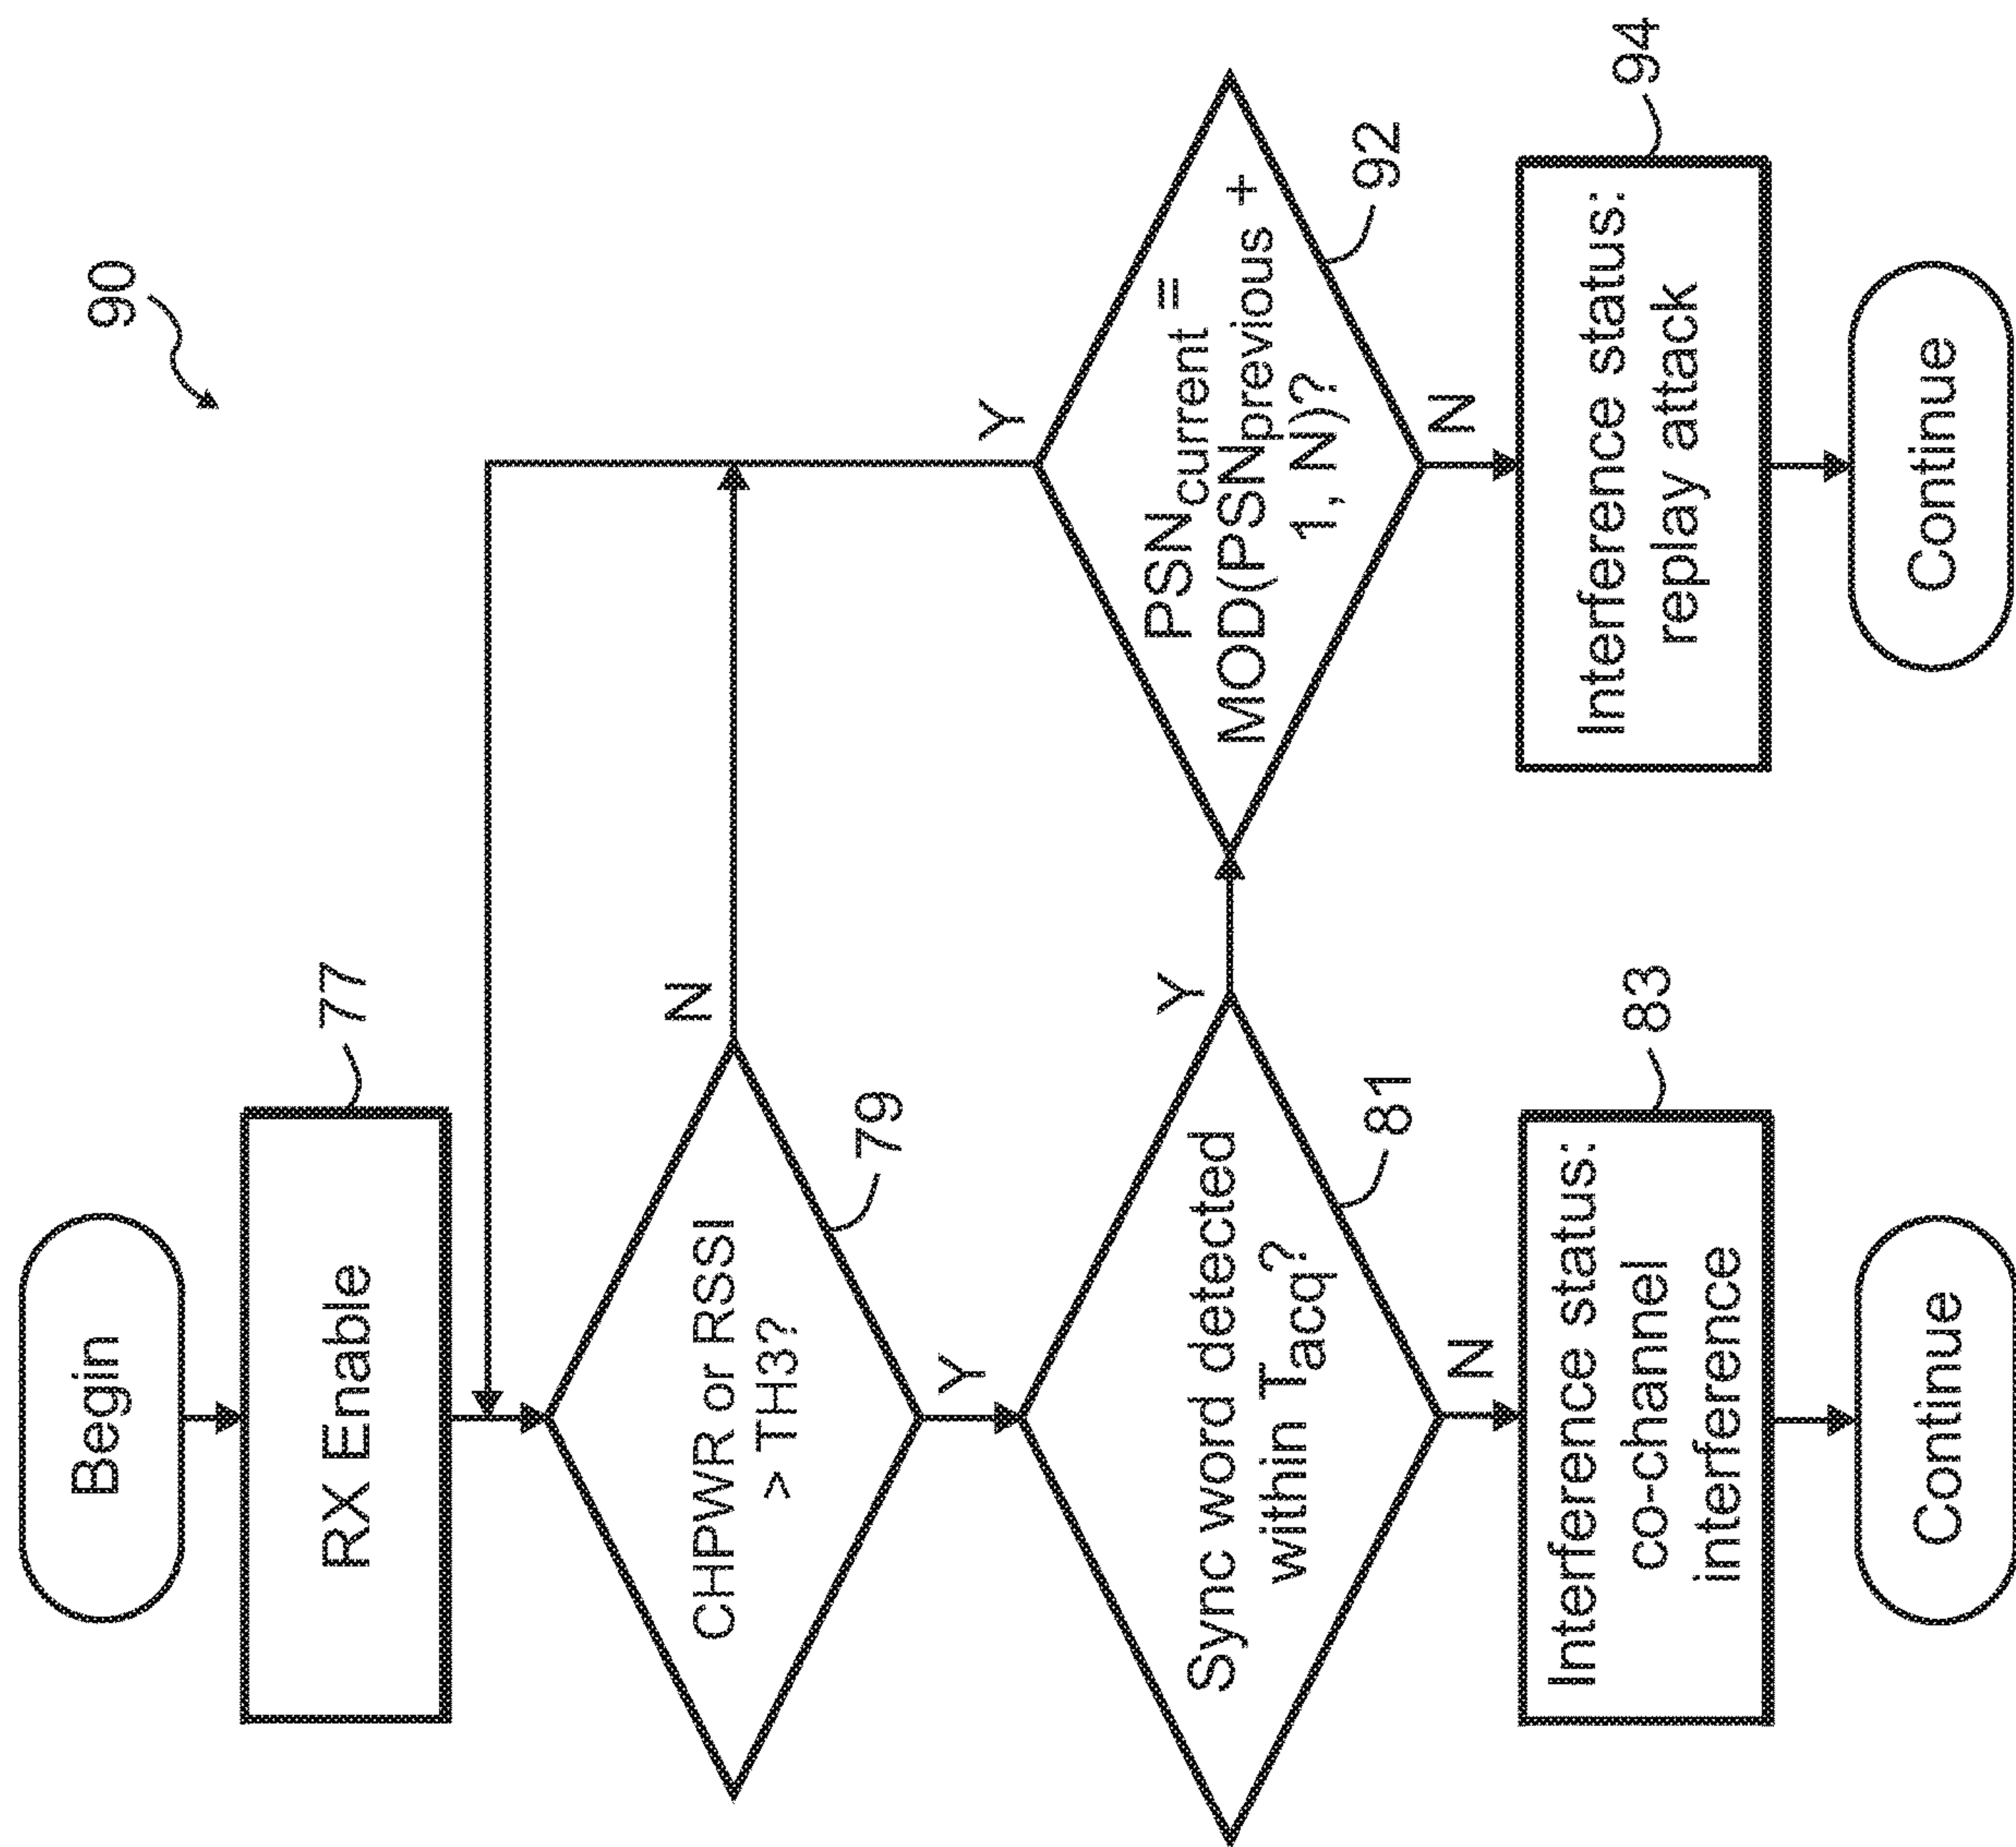 90
Begin
RX Enable
77
CHPWR or RSSI
> TH3?
79
N
Y
Sync word detected
within Tacq?
81
Y
N
PSNcurrent =
MOD(PSNprevious +
1, N)?
92
Y
N
Interference status:
co-channel
interference
83
Interference status:
replay attack
94
Continue
Continue